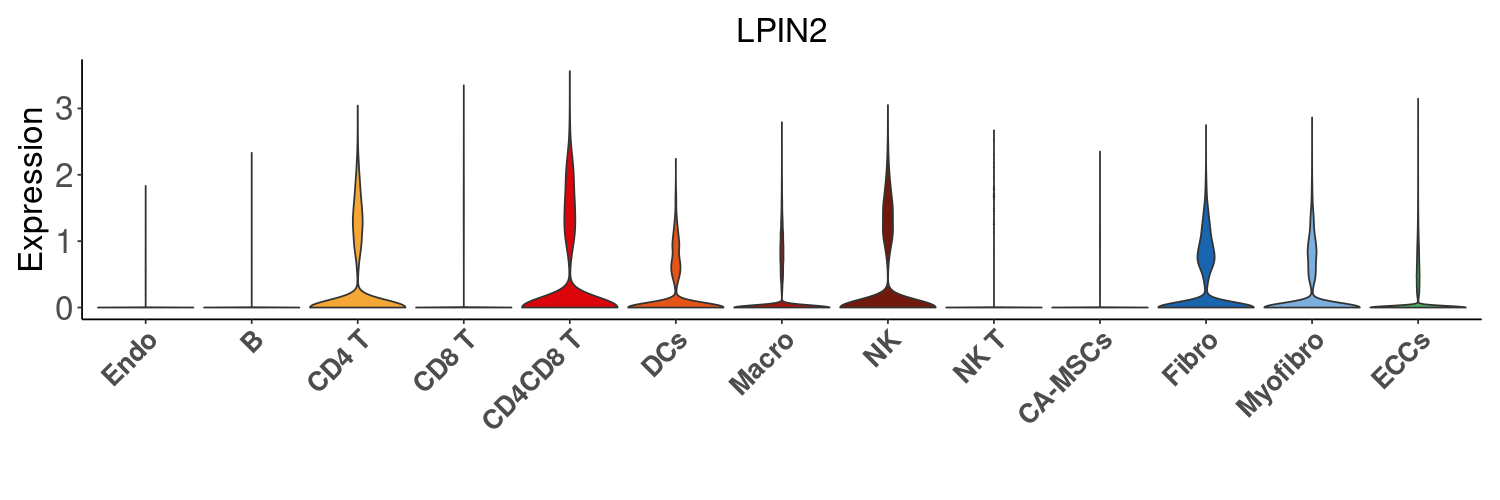 LPIN2
Expression
3
2
1
0
Endo
B
CD4 T
CD8 T
CD4CD8 T
DCs
Macro
NK
NK T
CA-MSCs
Fibro
Myofibro
ECCs